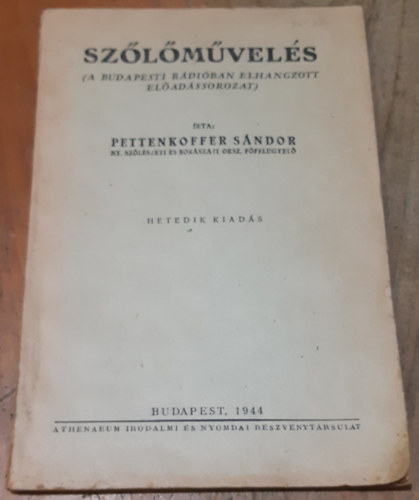 SZŐLŐMŰVELÉS
(A BUDAPESTI RÁDIÓBAN ELHANGZOTT
ELŐADÁSSOROZAT)
ÍRTA:
PETTENKOFFER SÁNDOR
NY. SZŐLÉSZETI ÉS BORÁSZATI ORSZ. FŐFELÜGYELŐ
HETEDIK KIADÁS
BUDAPEST, 1944
ATHENAEUM IRODALMI ÉS NYOMDAI RÉSZVÉNYTÁRSULAT